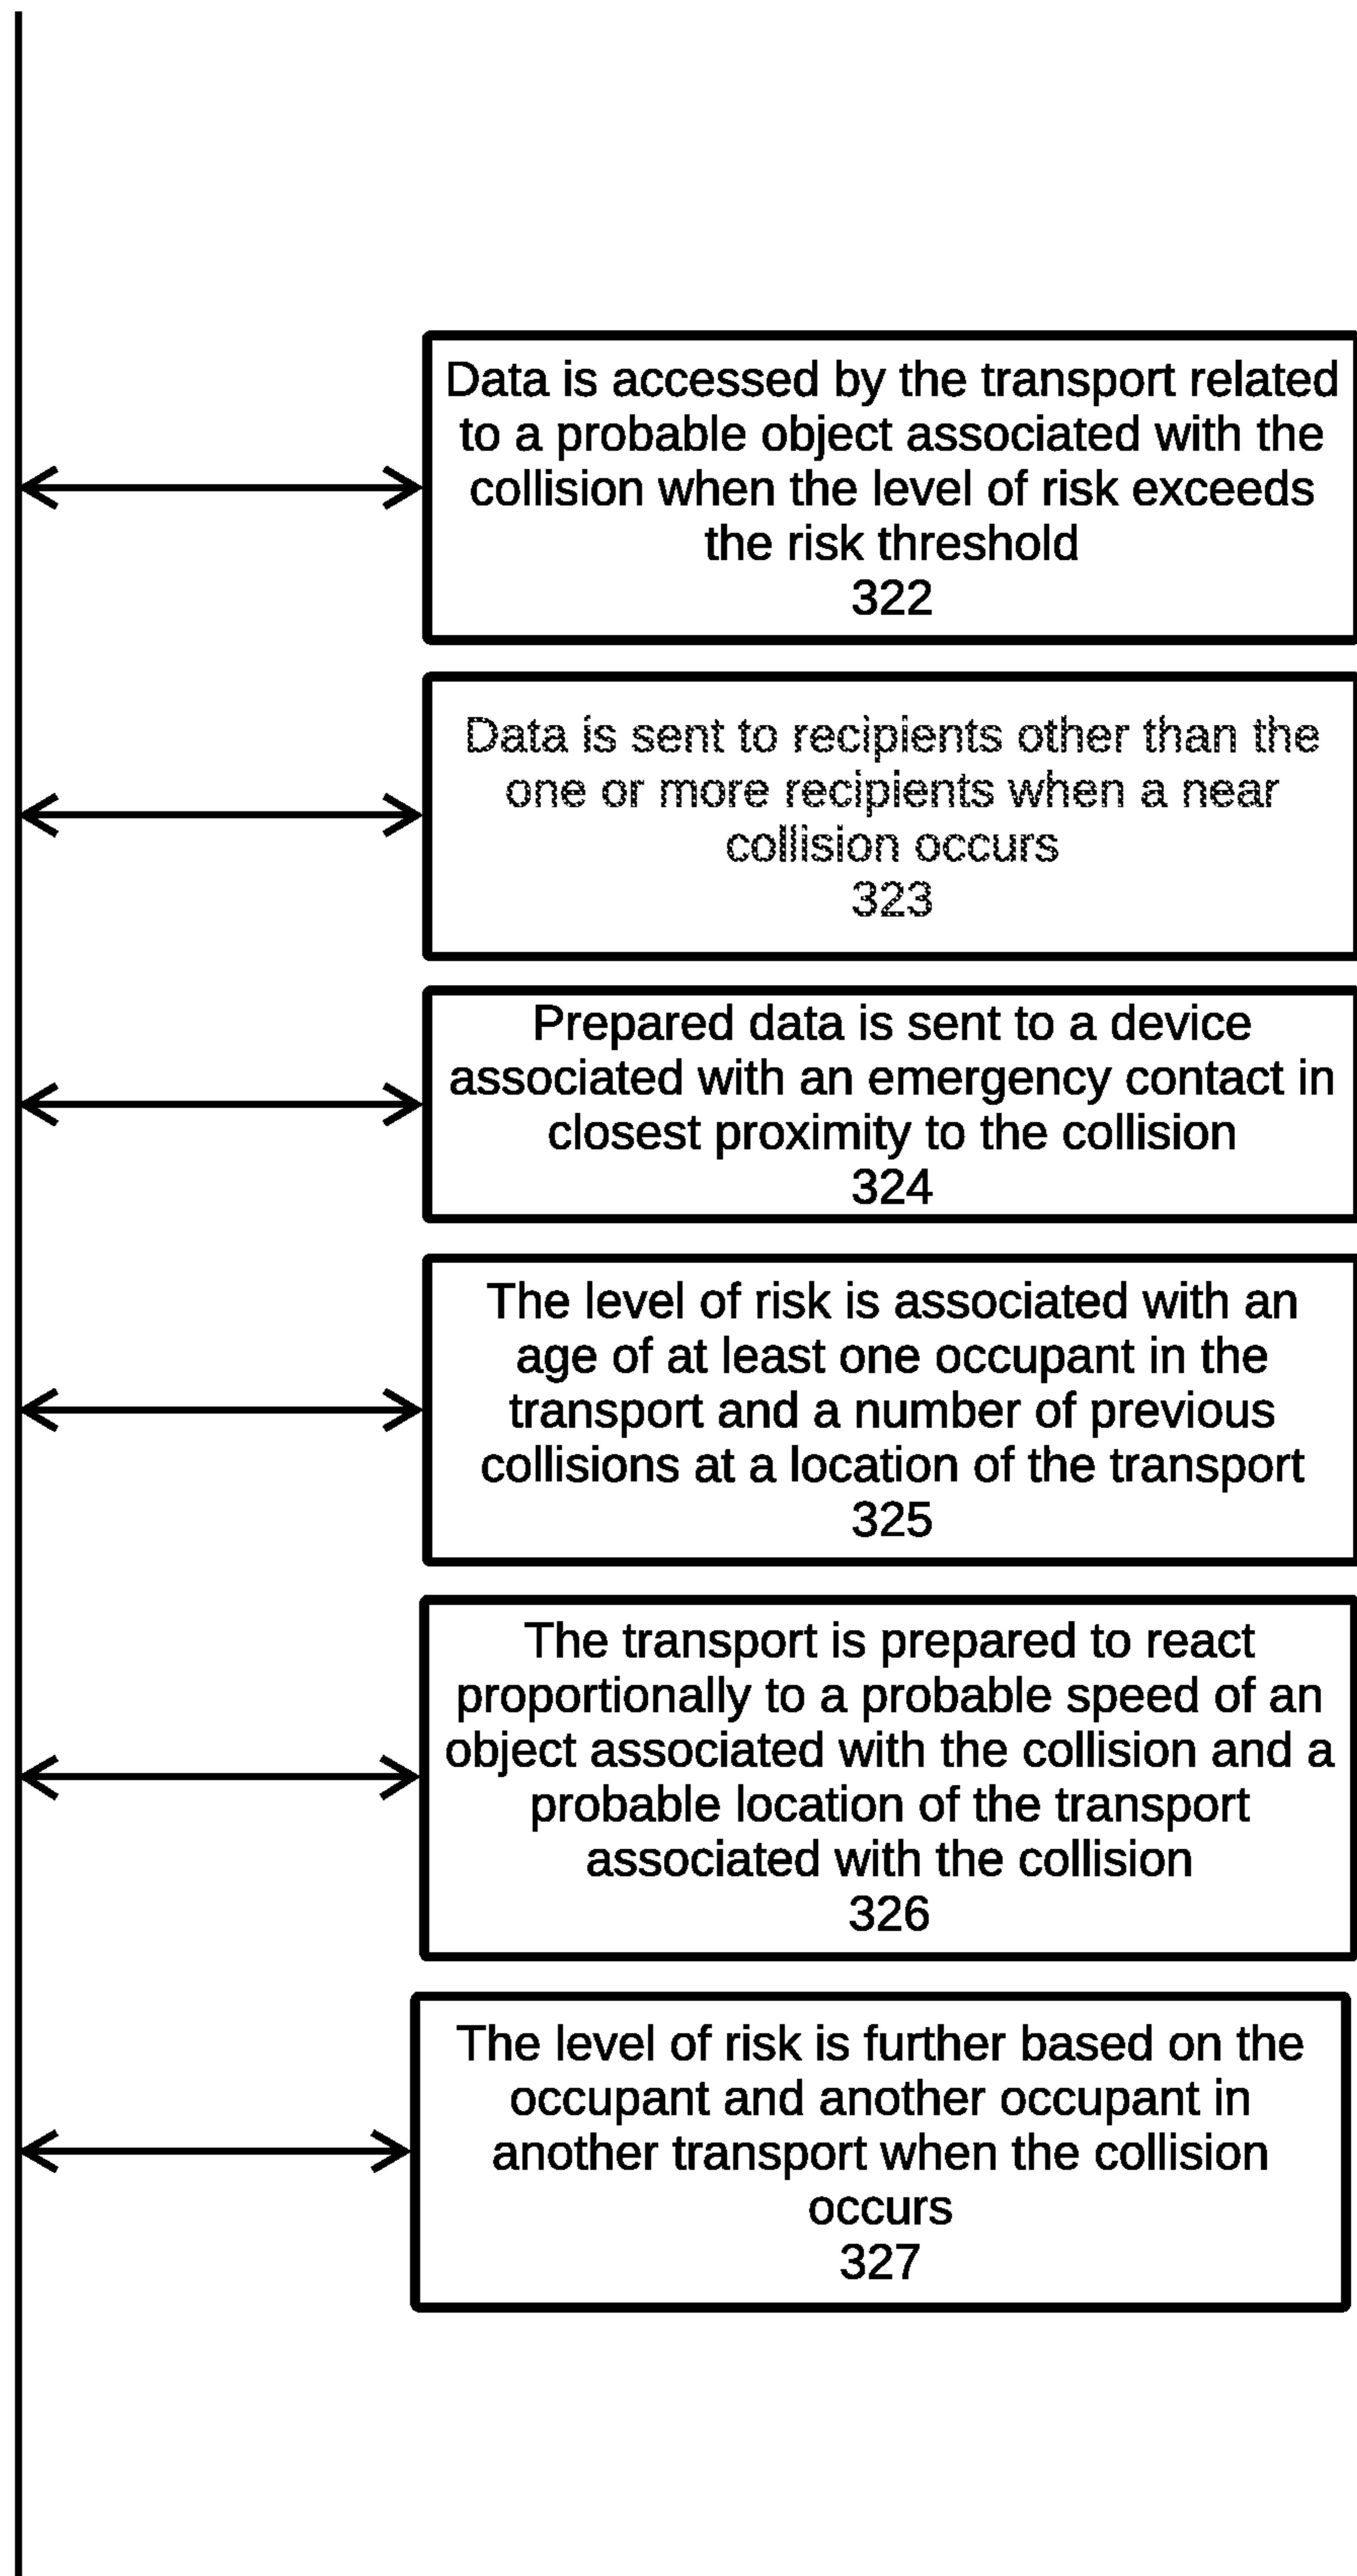 Data is accessed by the transport related
to a probable object associated with the
collision when the level of risk exceeds
the risk threshold
322
Data is sent to recipients other than the
one or more recipients when a near
collision occurs
323
Prepared data is sent to a device
associated with an emergency contact in
closest proximity to the collision
324
The level of risk is associated with an
age of at least one occupant in the
transport and a number of previous
collisions at a location of the transport
325
The transport is prepared to react
proportionally to a probable speed of an
object associated with the collision and a
probable location of the transport
associated with the collision
326
The level of risk is further based on the
occupant and another occupant in
another transport when the collision
occurs
327